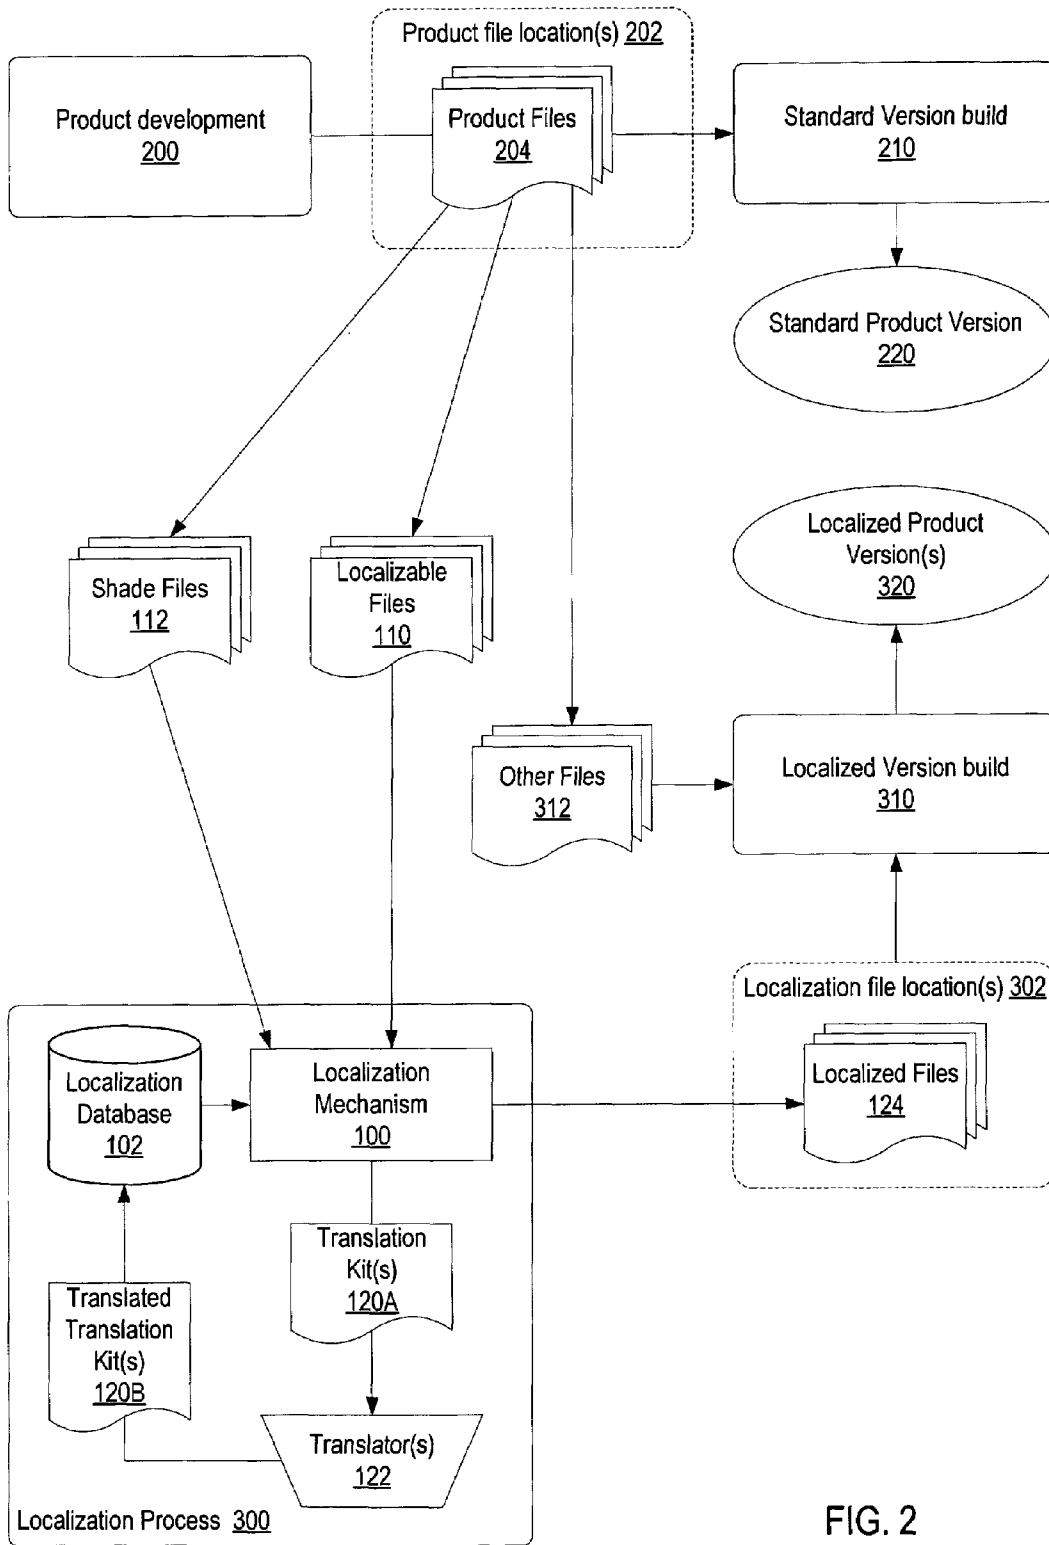 Product file location(s) 202
Product development
200
Product Files
204
Standard Version build
210
Standard Product Version
220
Localized Product
Version(s)
320
Shade Files
112
Localizable
Files
110
Other Files
312
Localized Version build
310
Localization file location(s) 302
Localized Files
124
Localization
Database
102
Localization
Mechanism
100
Translation
Kit(s)
120A
Translated
Translation
Kit(s)
120B
Translator(s)
122
Localization Process 300
FIG. 2